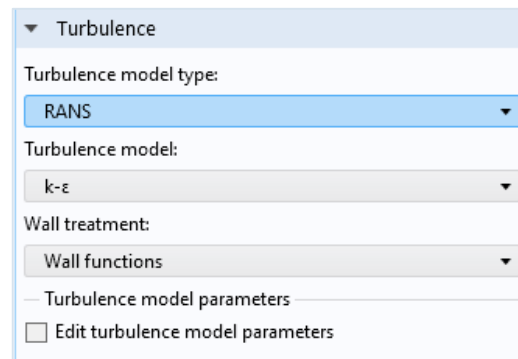 Turbulence
Turbulence model type:
RANS
Turbulence model:
k-ε
Wall treatment:
Wall functions
Turbulence model parameters
Edit turbulence model parameters